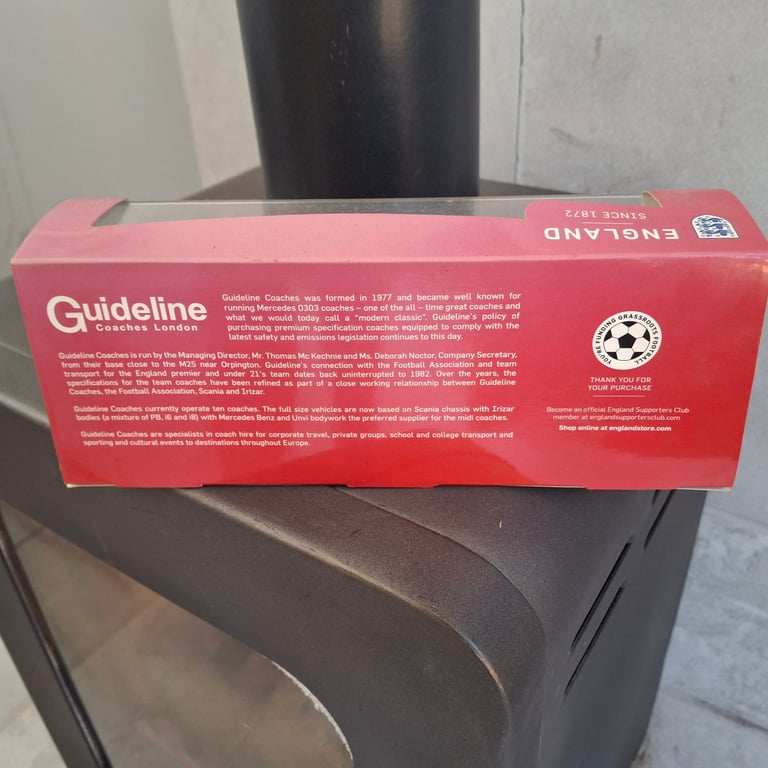 SINCE 1872
ENGLAND
Guideline
Coaches London
Guideline Coaches was formed in 1977 and became well known for
running Mercedes 0303 coaches – one of the all – time great coaches and
what we would today call a "modern classic". Guideline's policy of
purchasing premium specification coaches equipped to comply with the
latest safety and emissions legislation continues to this day.
Guideline Coaches is run by the Managing Director, Mr. Thomas Mc Kechnie and Ms. Deborah Noctor, Company Secretary,
from their base close to the M25 near Orpington. Guideline's connection with the Football Association and team
transport for the England premier and under 21's team dates back uninterrupted to 1982. Over the years, the
specifications for the team coaches have been refined as part of a close working relationship between Guideline
Coaches, the Football Association, Scania and Irizar.
Guideline Coaches currently operate ten coaches. The full size vehicles are now based on Scania chassis with Irizar
bodies (a mixture of PB, i6 and i8) with Mercedes Benz and Unvi bodywork the preferred supplier for the midi coaches.
Guideline Coaches are specialists in coach hire for corporate travel, private groups, school and college transport and
sporting and cultural events to destinations throughout Europe.
YOU'RE FUNDING GRASSROOTS FOOTBALL
THANK YOU FOR
YOUR PURCHASE
Become an official England Supporters Club
member at englandsupportersclub.com
Shop online at englandstore.com